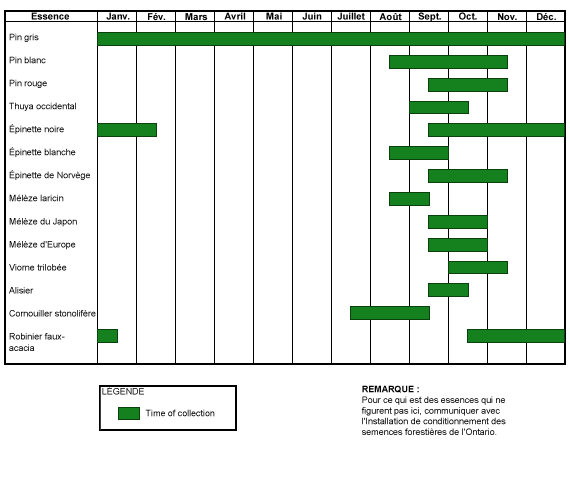 Essence Janv. Fév. Mars Avril Mai Juin Juillet Août Sept. Oct. Nov. Déc.
Pin gris
Pin blanc
Pin rouge
Thuya occidental
Épinette noire
Épinette blanche
Épinette de Norvège
Mélèze laricin
Mélèze du Japon
Mélèze d'Europe
Viorne trilobée
Alisier
Cornouiller stonolifère
Robinier faux-
acacia
LÉGENDE
Time of collection
REMARQUE :
Pour ce qui est des essences qui ne
figurent pas ici, communiquer avec
l'Installation de conditionnement des
semences forestières de l'Ontario.